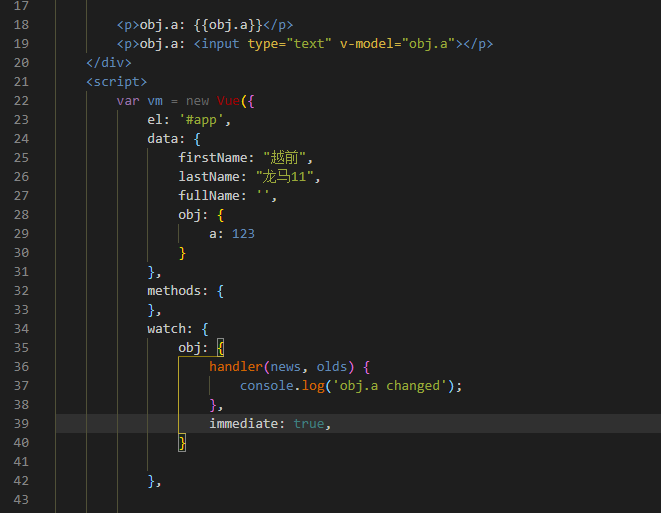 17
18 <p>obj.a: {{obj.a}}</p>
19 <p>obj.a: <input type="text" v-model="obj.a"></p>
20 </div>
21 <script>
22 var vm = new Vue({
23 el: '#app',
24 data: {
25 firstName: "越前",
26 lastName: "龙马11",
27 fullName: '',
28 obj: {
29 a: 123
30 }
31 },
32 methods: {
33 },
34 watch: {
35 obj: {
36 handler(news, olds) {
37 console.log('obj.a changed');
38 },
39 immediate: true,
40 }
41
42 },
43